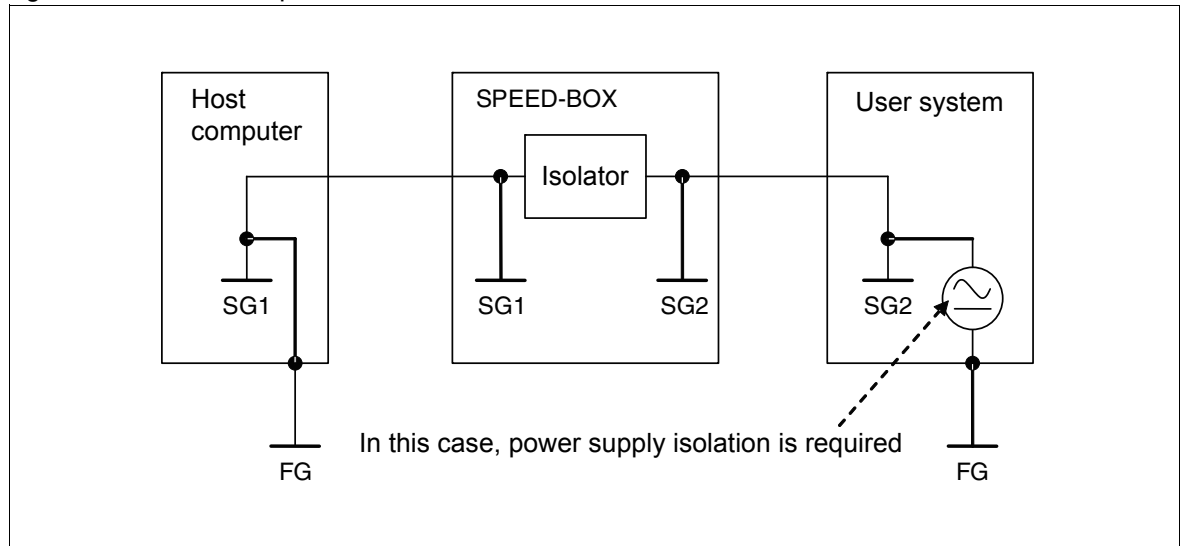 Host
computer
SPEED-BOX
User system
Isolator
SG1
SG1
SG2
SG2
In this case, power supply isolation is required
FG
FG